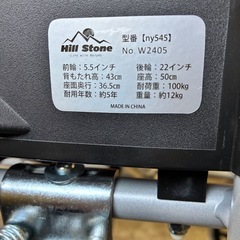 Hill Stone
型番【ny545】
No. W2405
前輪：5.5インチ 後輪：22インチ
背もたれ高：43cm 座高：50cm
座面奥行：36.5cm 耐荷重：100kg
耐用年数：約5年 重量：約12kg
MADE IN CHINA